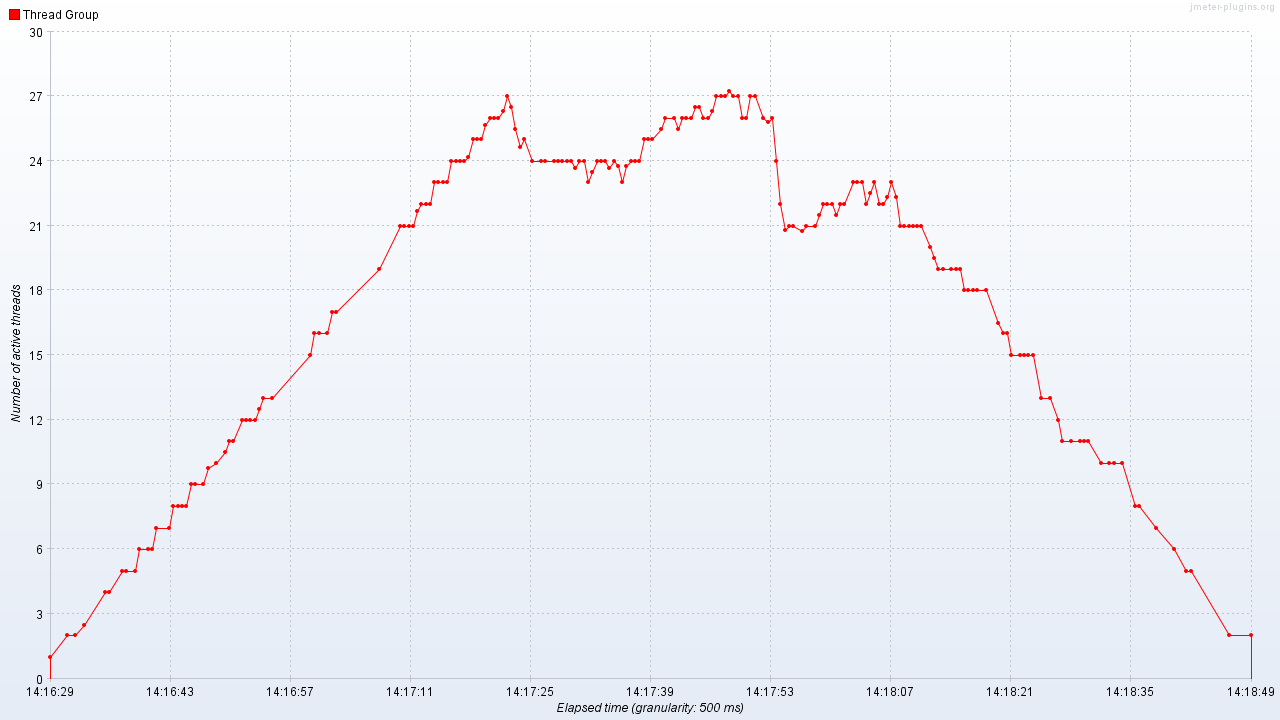 jmeter-plugins.org
Thread Group
30
27
24
21
18
15
12
9
6
3
0
Number of active threads
14:16:29 14:16:43 14:16:57 14:17:11 14:17:25 14:17:39 14:17:53 14:18:07 14:18:21 14:18:35 14:18:49
Elapsed time (granularity: 500 ms)